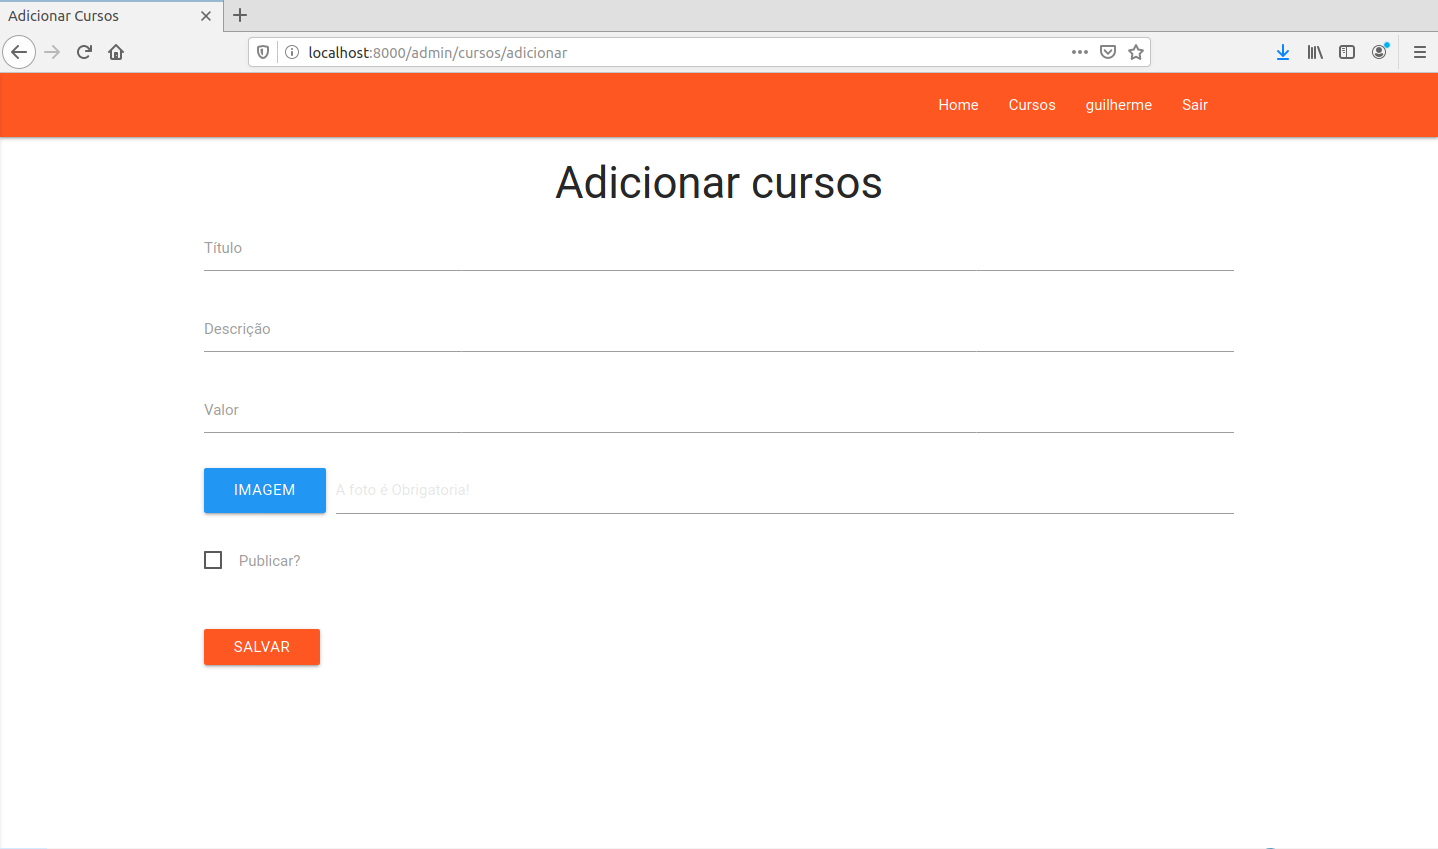 Adicionar Cursos
localhost:8000/admin/cursos/adicionar
Home Cursos guilherme Sair
Adicionar cursos
Título
Descrição
Valor
IMAGEM A foto é Obrigatoria!
Publicar?
SALVAR